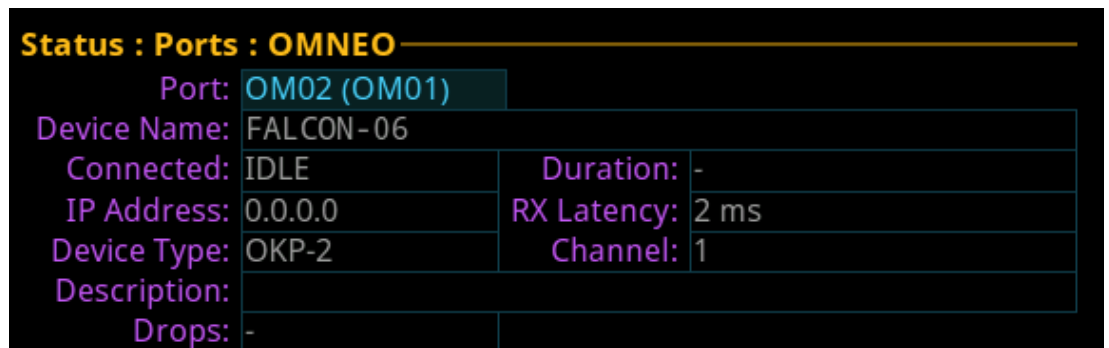 Status : Ports : OMNEO
Port: OM02 (OM01)
Device Name: FALCON-06
Connected: IDLE Duration: -
IP Address: 0.0.0.0 RX Latency: 2 ms
Device Type: OKP-2 Channel: 1
Description:
Drops: -